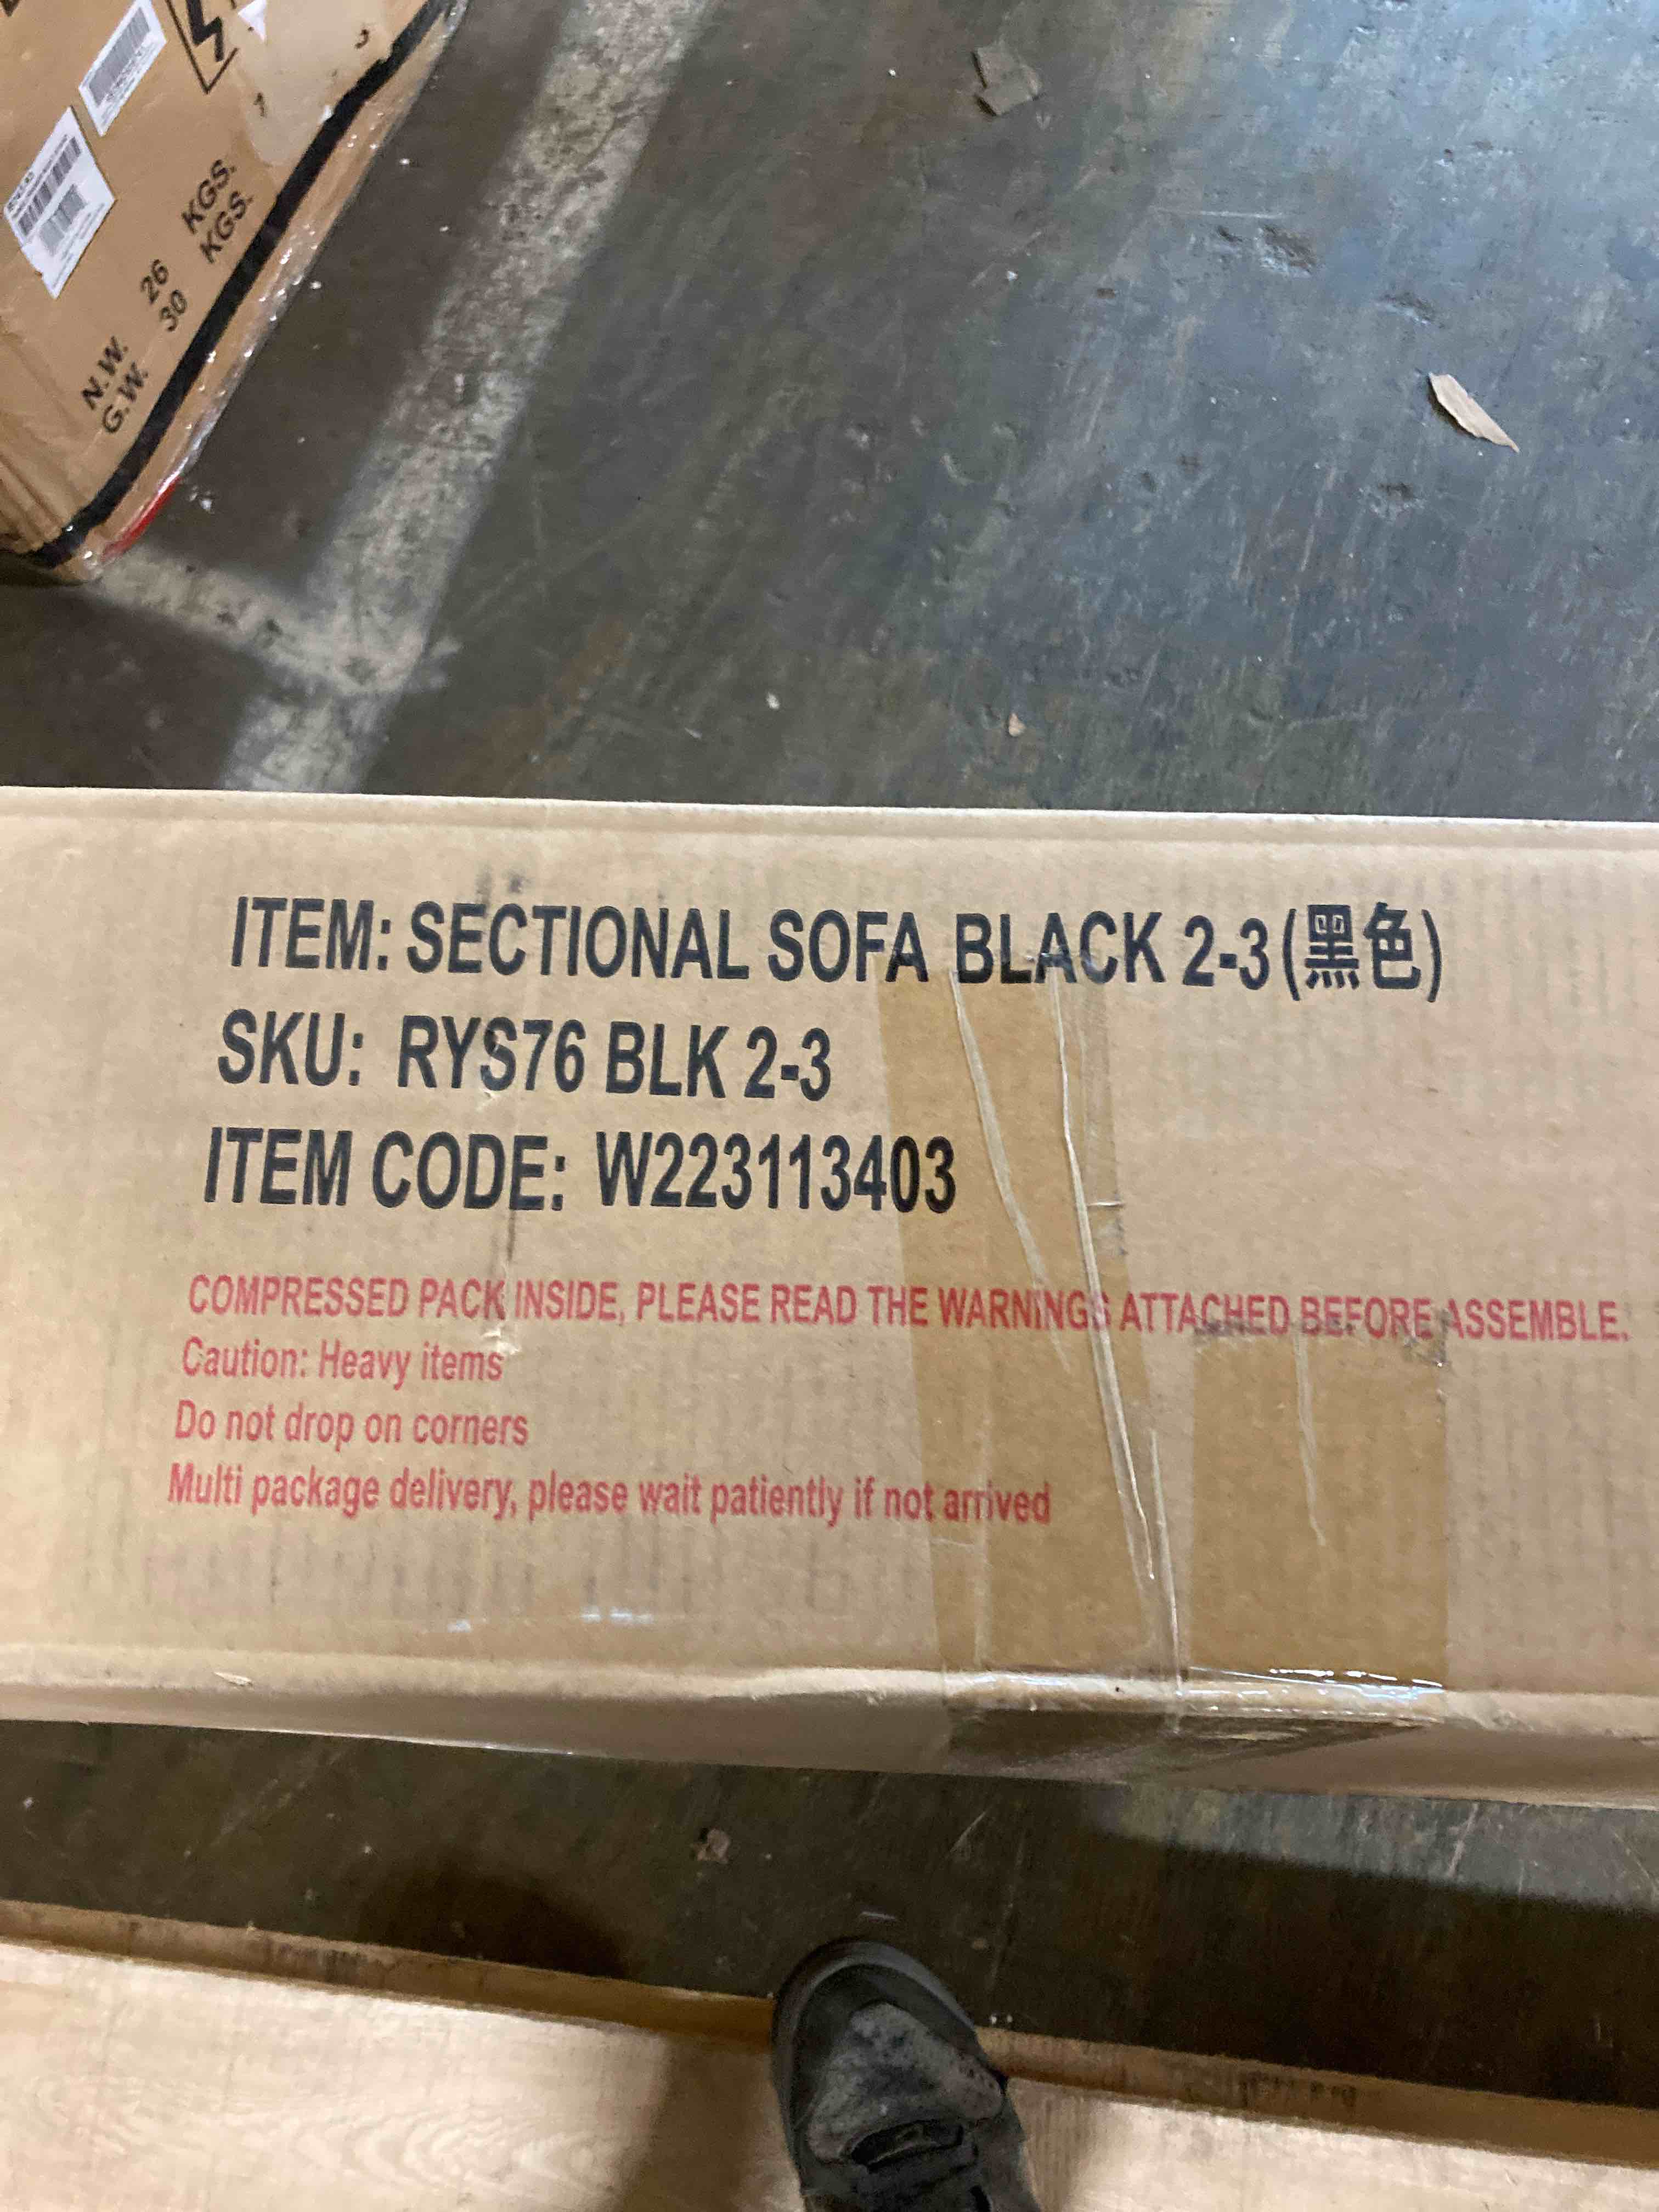 N.W. 26 KGS.
G.W. 30 KGS.
ITEM: SECTIONAL SOFA BLACK 2-3(黑色)
SKU: RYS76 BLK 2-3
ITEM CODE: W223113403
COMPRESSED PACK INSIDE, PLEASE READ THE WARNINGS ATTACHED BEFORE ASSEMBLE.
Caution: Heavy items
Do not drop on corners
Multi package delivery, please wait patiently if not arrived